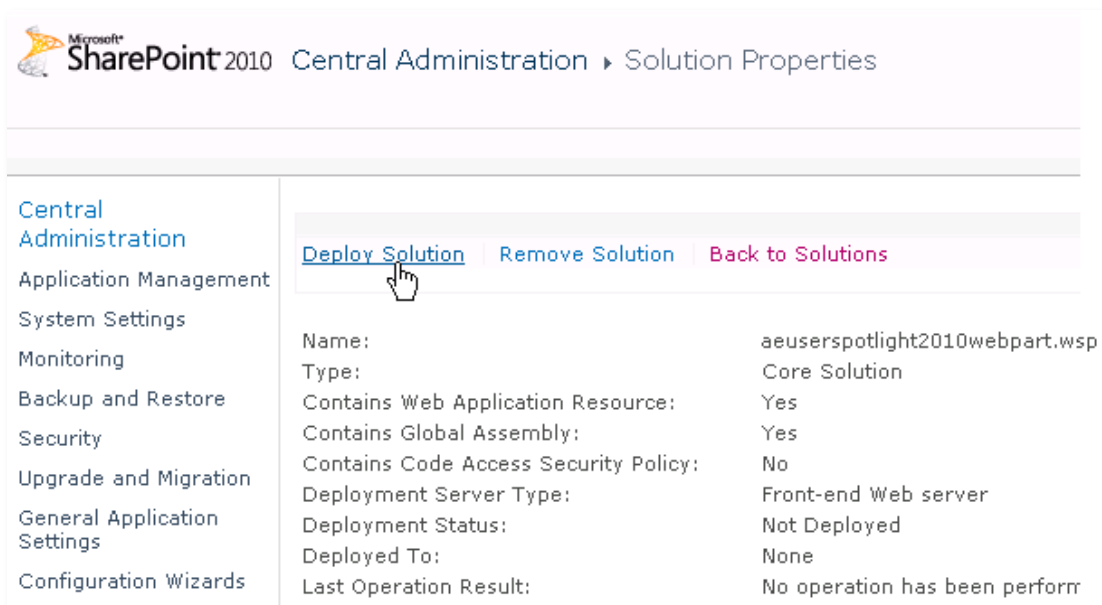 Microsoft®
SharePoint 2010 Central Administration ▸ Solution Properties
Central
Administration
Application Management
System Settings
Monitoring
Backup and Restore
Security
Upgrade and Migration
General Application
Settings
Configuration Wizards
Deploy Solution | Remove Solution | Back to Solutions
Name: aeuserspotlight2010webpart.wsp
Type: Core Solution
Contains Web Application Resource: Yes
Contains Global Assembly: Yes
Contains Code Access Security Policy: No
Deployment Server Type: Front-end Web server
Deployment Status: Not Deployed
Deployed To: None
Last Operation Result: No operation has been perform